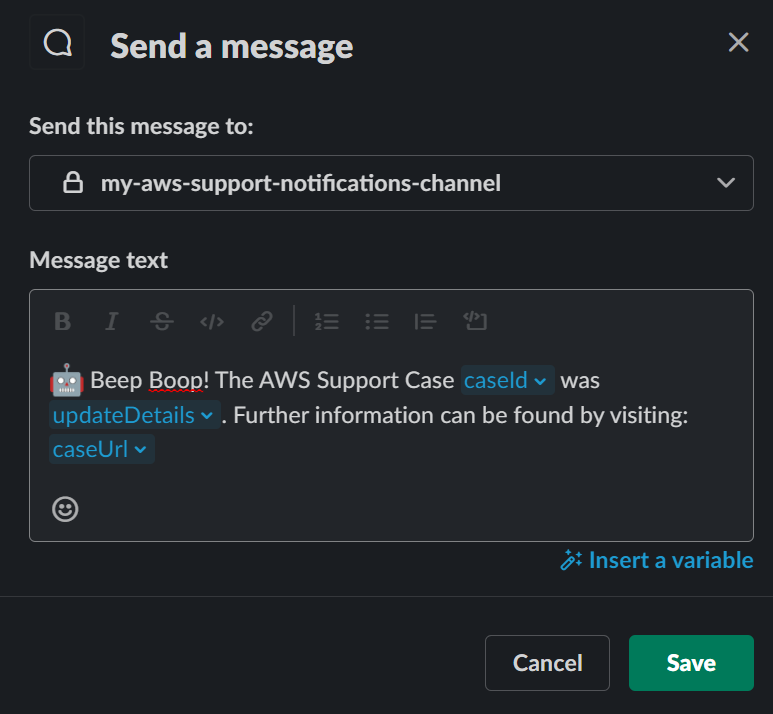 Send a message
Send this message to:
my-aws-support-notifications-channel
Message text
B I S </>
🤖 Beep Boop! The AWS Support Case caseId was
updateDetails. Further information can be found by visiting:
caseUrl
Insert a variable
Cancel Save